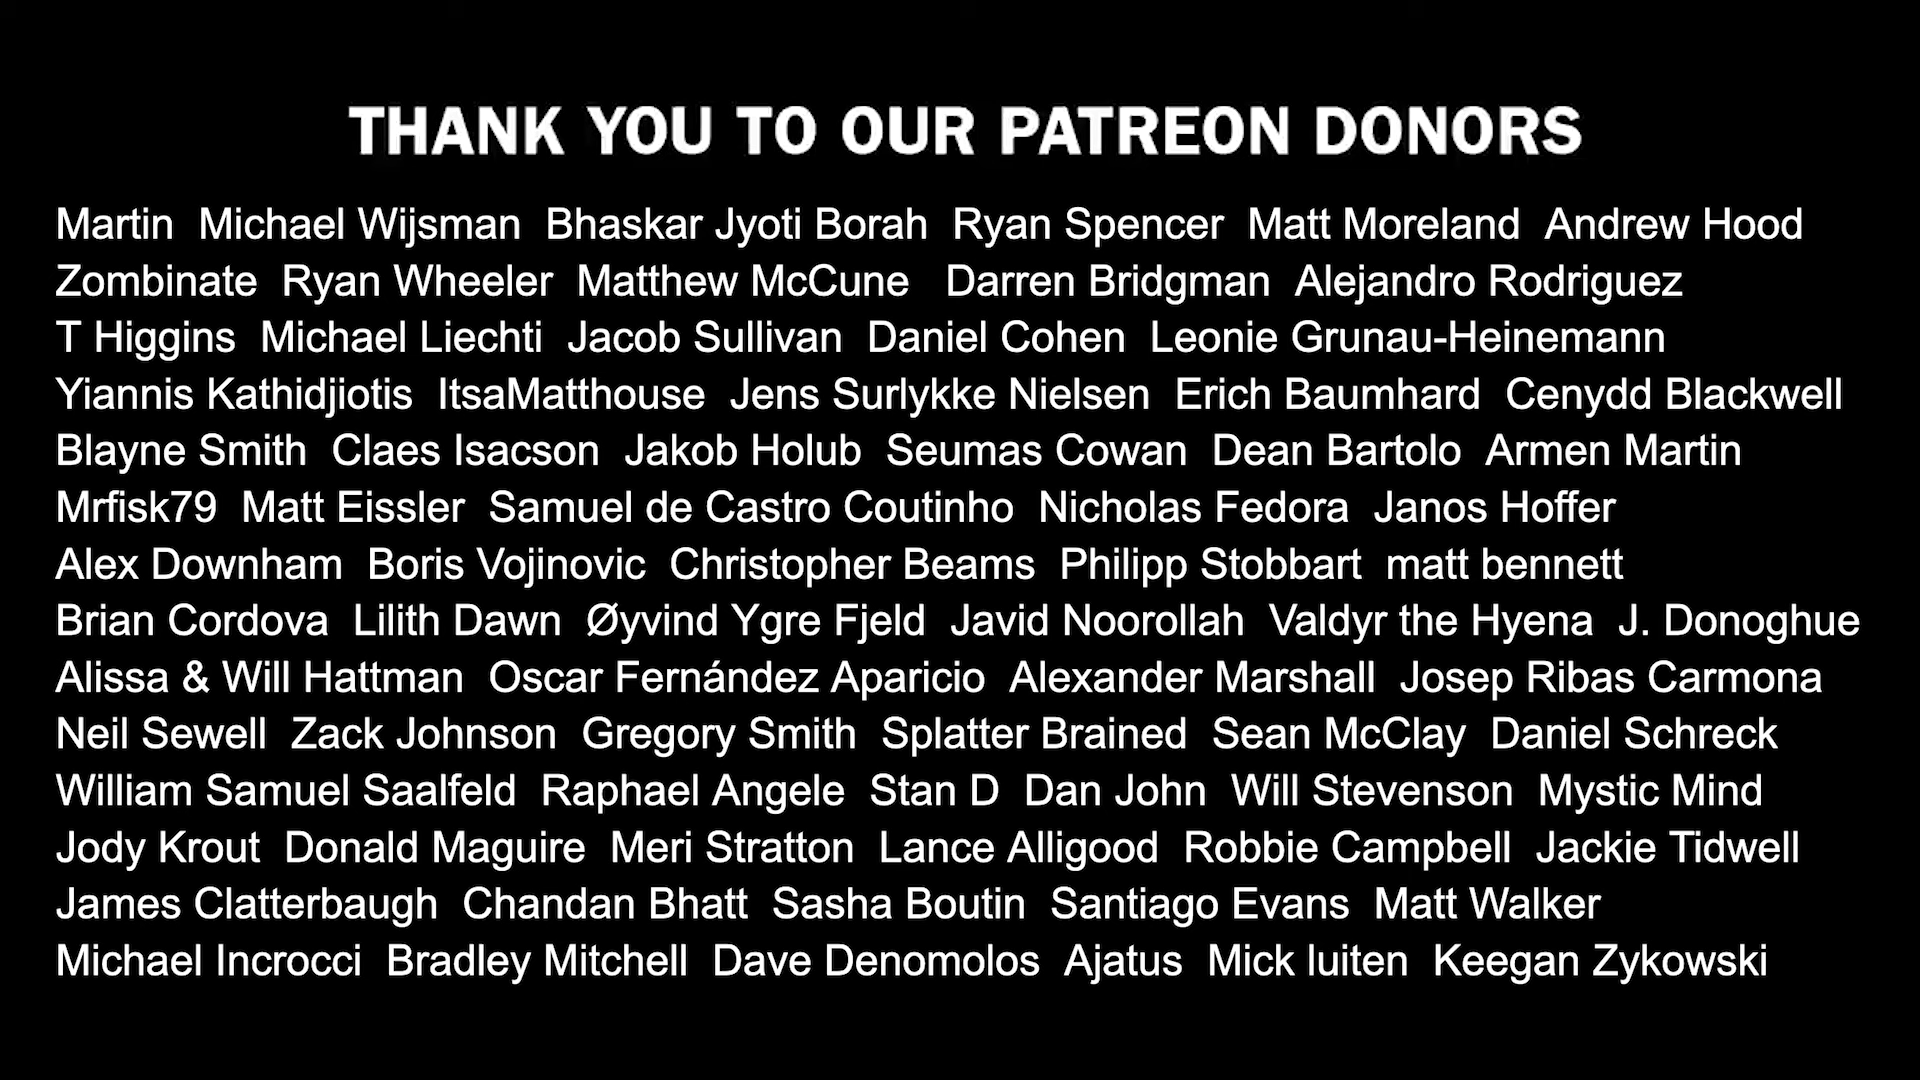 THANK YOU TO OUR PATREON DONORS
Martin  Michael Wijsman  Bhaskar Jyoti Borah  Ryan Spencer  Matt Moreland  Andrew Hood
Zombinate  Ryan Wheeler  Matthew McCune   Darren Bridgman  Alejandro Rodriguez
T Higgins  Michael Liechti  Jacob Sullivan  Daniel Cohen  Leonie Grunau-Heinemann
Yiannis Kathidjiotis  ItsaMatthouse  Jens Surlykke Nielsen  Erich Baumhard  Cenydd Blackwell
Blayne Smith  Claes Isacson  Jakob Holub  Seumas Cowan  Dean Bartolo  Armen Martin
Mrfisk79  Matt Eissler  Samuel de Castro Coutinho  Nicholas Fedora  Janos Hoffer
Alex Downham  Boris Vojinovic  Christopher Beams  Philipp Stobbart  matt bennett
Brian Cordova  Lilith Dawn  Øyvind Ygre Fjeld  Javid Noorollah  Valdyr the Hyena  J. Donoghue
Alissa & Will Hattman  Oscar Fernández Aparicio  Alexander Marshall  Josep Ribas Carmona
Neil Sewell  Zack Johnson  Gregory Smith  Splatter Brained  Sean McClay  Daniel Schreck
William Samuel Saalfeld  Raphael Angele  Stan D  Dan John  Will Stevenson  Mystic Mind
Jody Krout  Donald Maguire  Meri Stratton  Lance Alligood  Robbie Campbell  Jackie Tidwell
James Clatterbaugh  Chandan Bhatt  Sasha Boutin  Santiago Evans  Matt Walker
Michael Incrocci  Bradley Mitchell  Dave Denomolos  Ajatus  Mick luiten  Keegan Zykowski